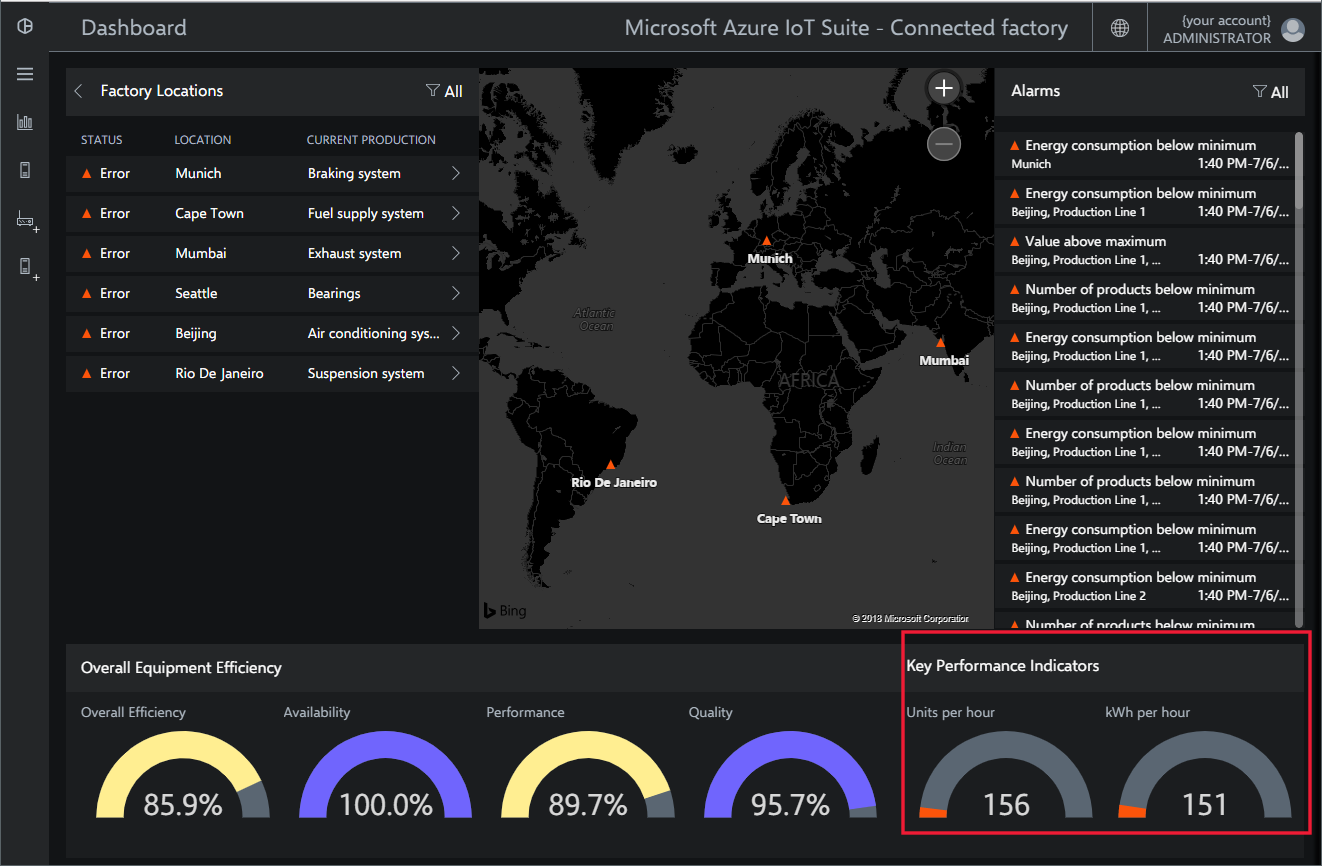 Dashboard
Microsoft Azure IoT Suite - Connected factory
{your account}
ADMINISTRATOR
Factory Locations
All
STATUS LOCATION CURRENT PRODUCTION
Error Munich Braking system
Error Cape Town Fuel supply system
Error Mumbai Exhaust system
Error Seattle Bearings
Error Beijing Air conditioning sys...
Error Rio De Janeiro Suspension system
Atlantic
Ocean
Munich
Mumbai
AFRICA
Indian
Ocean
Rio De Janeiro
Cape Town
Bing
© 2018 Microsoft Corporation
Alarms
All
Energy consumption below minimum
Munich 1:40 PM-7/6/...
Energy consumption below minimum
Beijing, Production Line 1 1:40 PM-7/6/...
Value above maximum
Beijing, Production Line 1, ... 1:40 PM-7/6/...
Number of products below minimum
Beijing, Production Line 1, ... 1:40 PM-7/6/...
Energy consumption below minimum
Beijing, Production Line 1, ... 1:40 PM-7/6/...
Number of products below minimum
Beijing, Production Line 1, ... 1:40 PM-7/6/...
Energy consumption below minimum
Beijing, Production Line 1, ... 1:40 PM-7/6/...
Number of products below minimum
Beijing, Production Line 1, ... 1:40 PM-7/6/...
Energy consumption below minimum
Beijing, Production Line 1, ... 1:40 PM-7/6/...
Energy consumption below minimum
Beijing, Production Line 2 1:40 PM-7/6/...
Number of products below minimum
Overall Equipment Efficiency
Overall Efficiency Availability Performance Quality
85.9% 100.0% 89.7% 95.7%
Key Performance Indicators
Units per hour kWh per hour
156 151